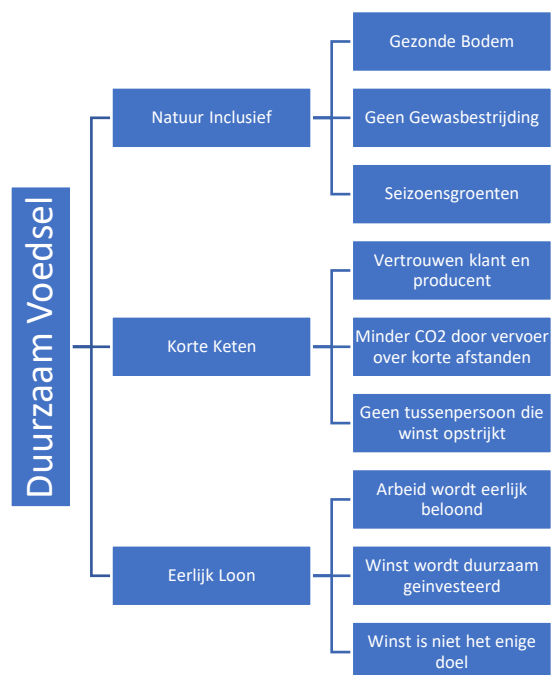 Duurzaam Voedsel
Natuur Inclusief
Gezonde Bodem
Geen Gewasbestrijding
Seizoensgroenten
Korte Keten
Vertrouwen klant en
producent
Minder CO2 door vervoer
over korte afstanden
Geen tussenpersoon die
winst opstrijkt
Eerlijk Loon
Arbeid wordt eerlijk
beloond
Winst wordt duurzaam
geinvesteerd
Winst is niet het enige
doel